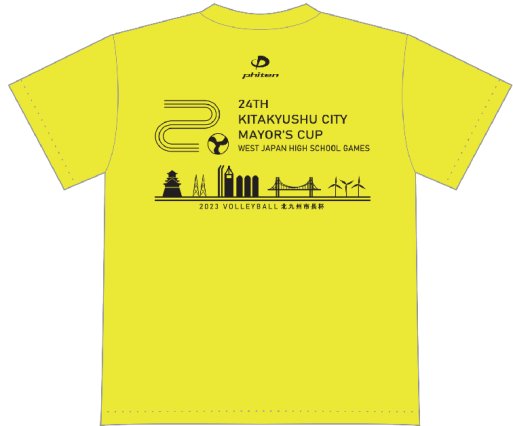 phiten
24TH
KITAKYUSHU CITY
MAYOR'S CUP
WEST JAPAN HIGH SCHOOL GAMES
2023 VOLLEYBALL 北九州市長杯